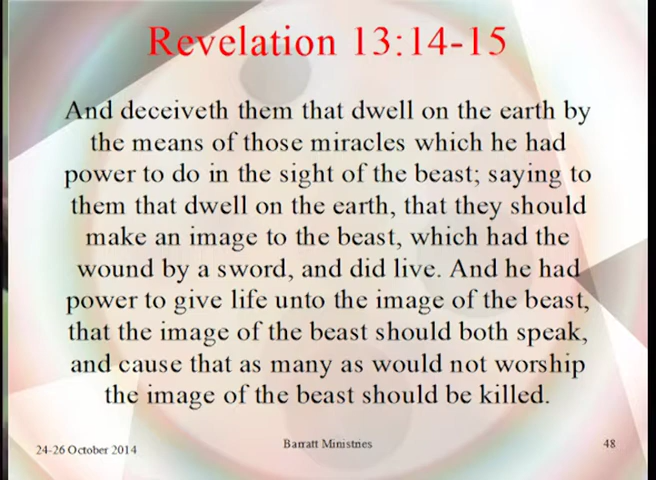 Revelation 13:14-15
And deceiveth them that dwell on the earth by
the means of those miracles which he had
power to do in the sight of the beast; saying to
them that dwell on the earth, that they should
make an image to the beast, which had the
wound by a sword, and did live. And he had
power to give life unto the image of the beast,
that the image of the beast should both speak,
and cause that as many as would not worship
the image of the beast should be killed.
24-26 October 2014
Barratt Ministries
48